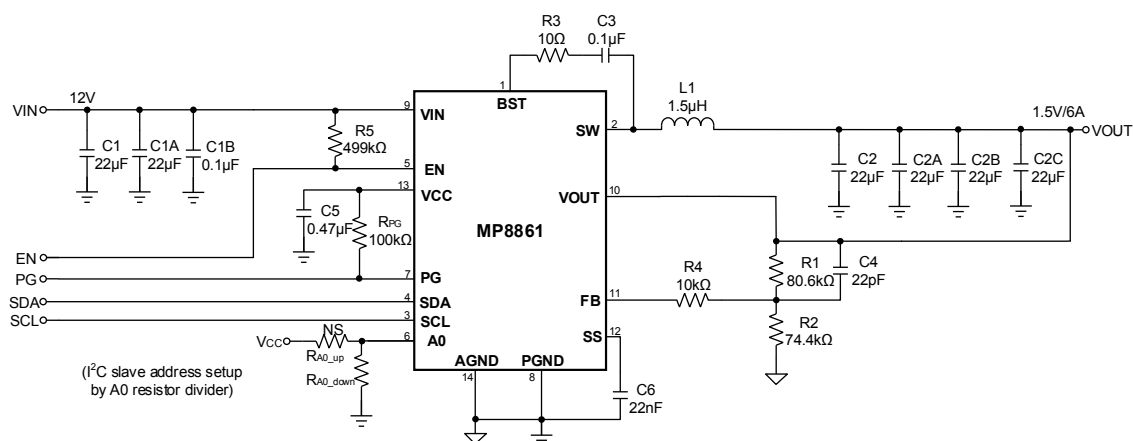 R3
10Ω
C3
0.1µF
1
BST
VIN
12V
9
VIN
C1
22µF
C1A
22µF
C1B
0.1µF
R5
499kΩ
5
EN
13
VCC
C5
0.47µF
RPG
100kΩ
EN
PG
7
PG
SDA
4
SDA
SCL
3
SCL
VCC
NS
6
A0
RA0_up
RA0_down
(I²C slave address setup
by A0 resistor divider)
MP8861
AGND
14
PGND
8
2
SW
L1
1.5µH
1.5V/6A
VOUT
C2
22µF
C2A
22µF
C2B
22µF
C2C
22µF
10
VOUT
R1
80.6kΩ
C4
22pF
R4
10kΩ
11
FB
R2
74.4kΩ
12
SS
C6
22nF